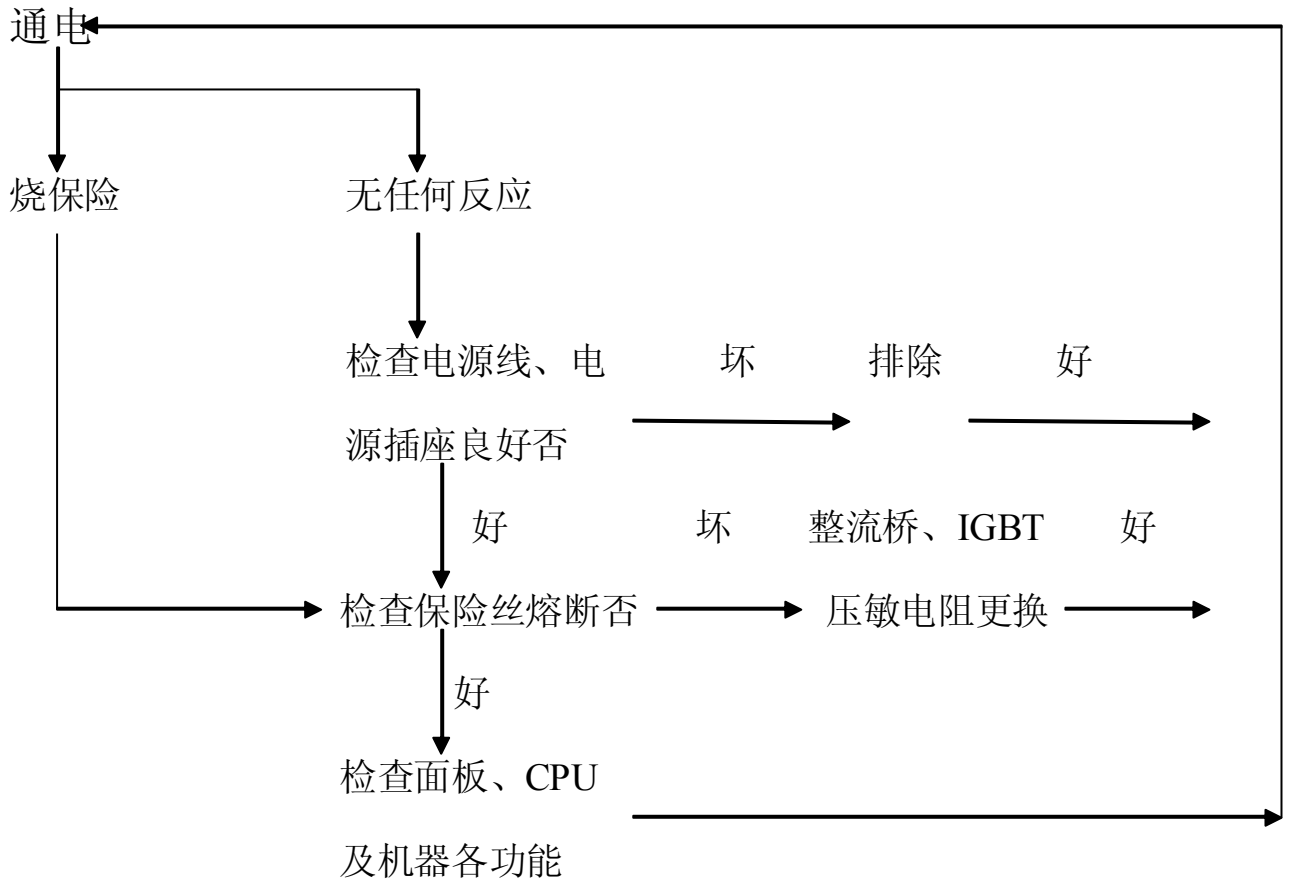 通电
烧保险
无任何反应
检查电源线、电
坏
排除
好
源插座良好否
好
坏
整流桥、IGBT
好
检查保险丝熔断否
压敏电阻更换
好
检查面板、CPU
及机器各功能